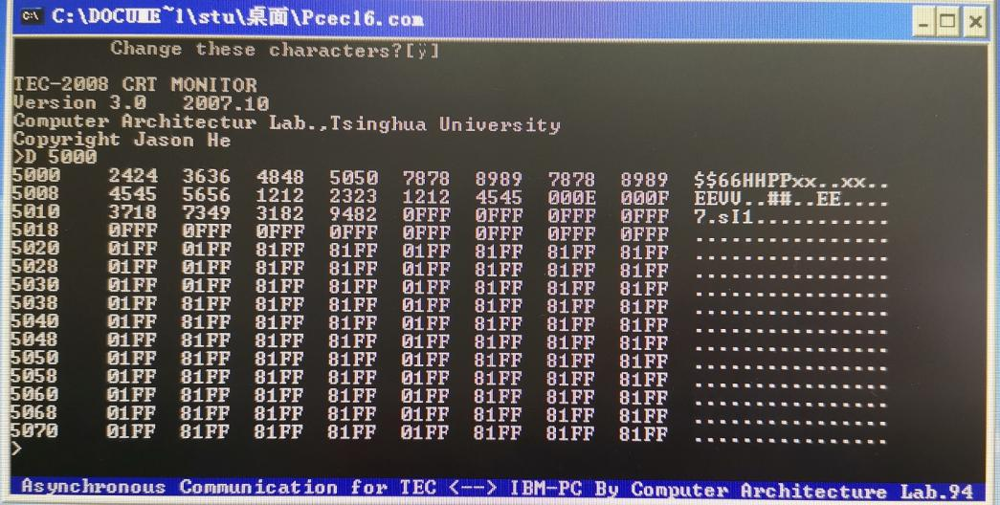 C:\DOCUME~1\stu\桌面\Pcec16.com
Change these characters?[ÿ]
TEC-2008 CRT MONITOR
Version 3.0 2007.10
Computer Architectur Lab.,Tsinghua University
Copyright Jason He
>D 5000
5000 2424 3636 4848 5050 7878 8989 7878 8989 $$66HHPPxx..xx..
5008 4545 5656 1212 2323 1212 4545 000E 000F EEVV..##..EE....
5010 3718 7349 3182 9482 0FFF 0FFF 0FFF 0FFF 7.sI1...........
5018 0FFF 0FFF 0FFF 0FFF 0FFF 0FFF 0FFF 0FFF ................
5020 01FF 01FF 81FF 81FF 01FF 81FF 81FF 81FF ................
5028 01FF 01FF 81FF 81FF 01FF 81FF 81FF 81FF ................
5030 01FF 01FF 81FF 81FF 01FF 81FF 81FF 81FF ................
5038 01FF 81FF 81FF 81FF 01FF 81FF 81FF 81FF ................
5040 01FF 81FF 81FF 81FF 01FF 81FF 81FF 81FF ................
5048 01FF 81FF 81FF 81FF 01FF 81FF 81FF 81FF ................
5050 01FF 81FF 81FF 81FF 01FF 81FF 81FF 81FF ................
5058 01FF 81FF 81FF 81FF 01FF 81FF 81FF 81FF ................
5060 01FF 81FF 81FF 81FF 01FF 81FF 81FF 81FF ................
5068 01FF 81FF 81FF 81FF 01FF 81FF 81FF 81FF ................
5070 01FF 81FF 81FF 81FF 01FF 81FF 81FF 81FF ................
>
Asynchronous Communication for TEC <--> IBM-PC By Computer Architecture Lab.94